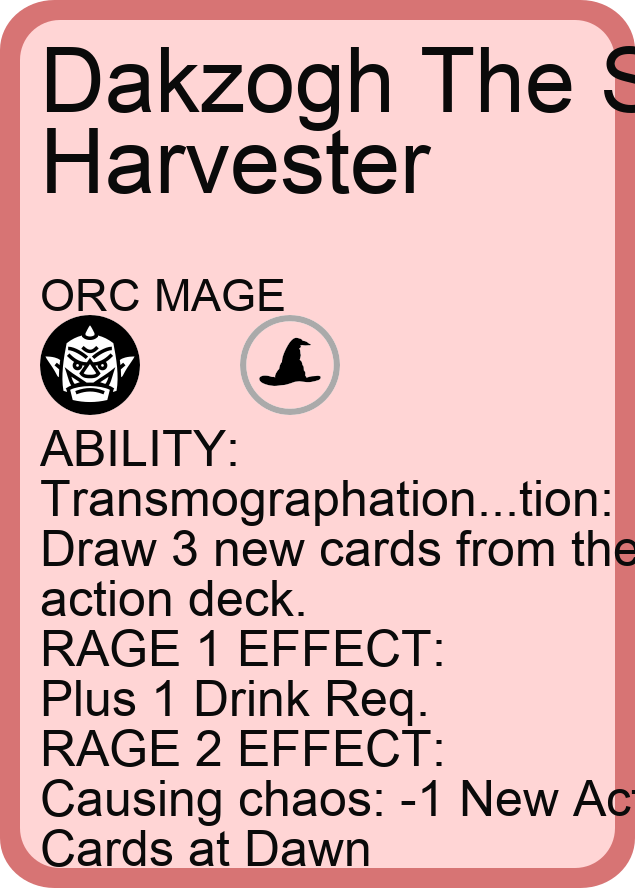 Dakzogh The
Harvester
ORC MAGE
ABILITY:
Transmographation...tion:
Draw 3 new cards from the
action deck.
RAGE 1 EFFECT:
Plus 1 Drink Req.
RAGE 2 EFFECT:
Causing chaos: -1 New
Cards at Dawn